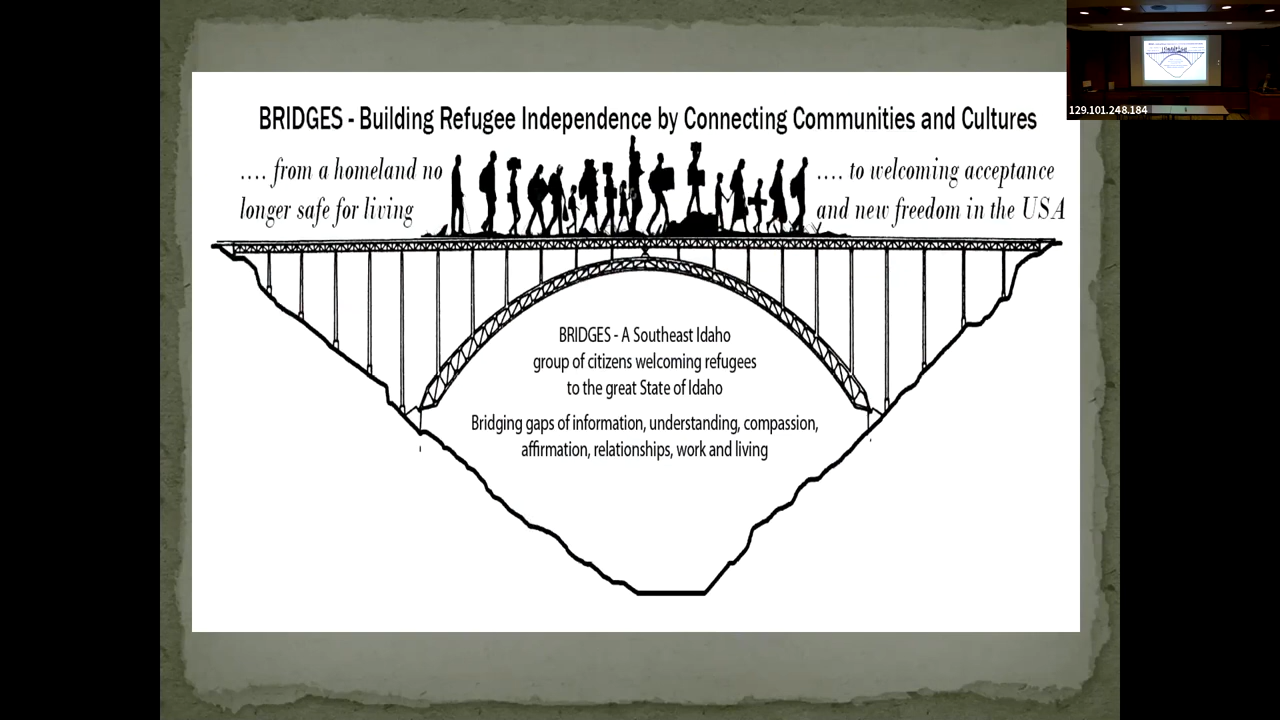 BRIDGES - Building Refugee Independence by Connecting Communities and Cultures
.... from a homeland no
longer safe for living
.... to welcoming acceptance
and new freedom in the USA
BRIDGES - A Southeast Idaho
group of citizens welcoming refugees
to the great State of Idaho
Bridging gaps of information, understanding, compassion,
affirmation, relationships, work and living
129.101.248.184